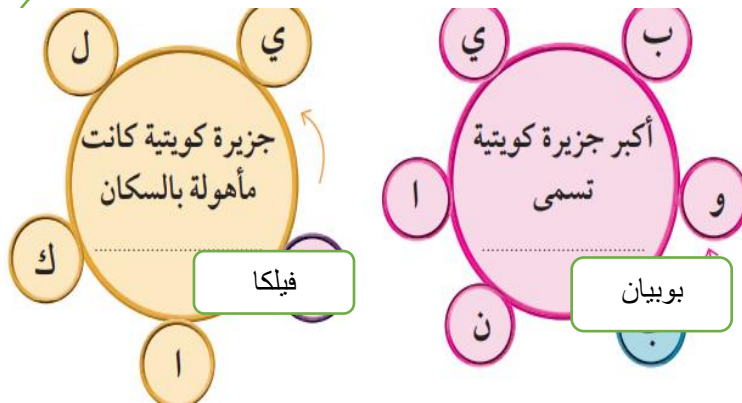 ب
ي
أكبر جزيرة كويتية
تسمى
و
ا
ن
بوبيان
ي
ل
جزيرة كويتية كانت
مأهولة بالسكان
ك
ا
فيلكا